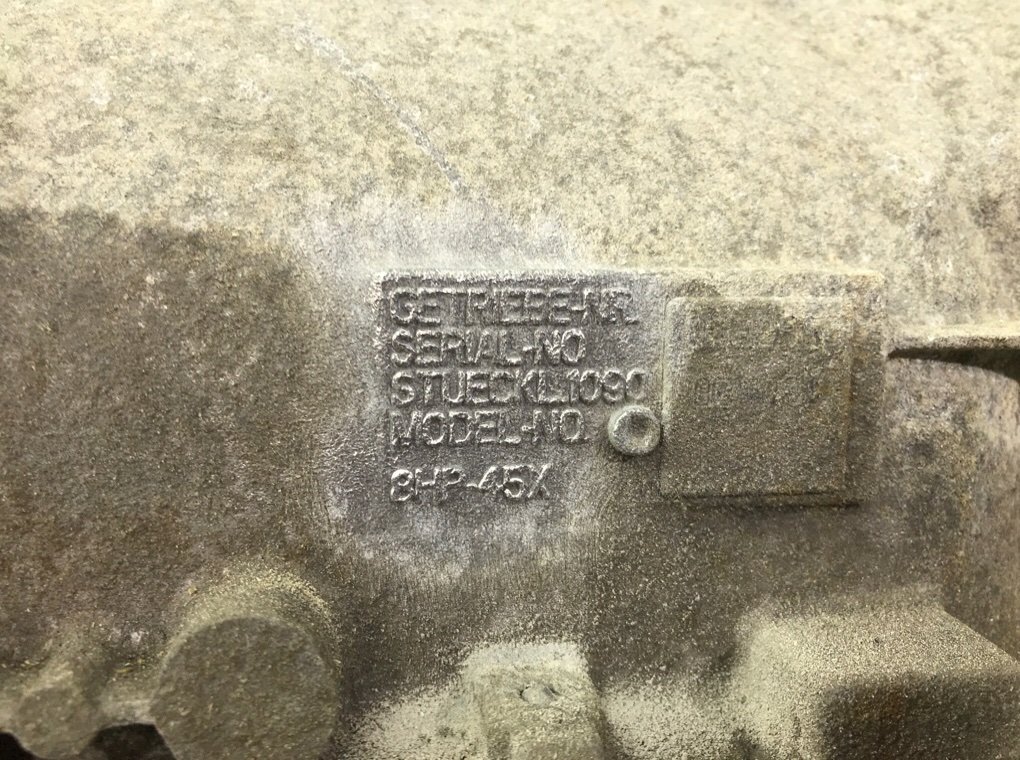 GETRIEBE-NR.
SERIAL-NO
STUECKL.1090
MODEL-NO.
8HP-45X